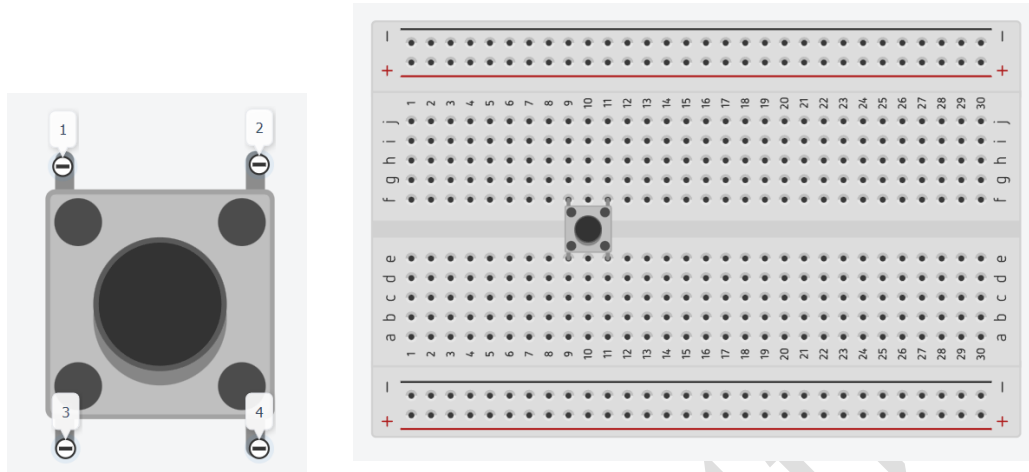 1 2
3 4
− −
+ +
1 2 3 4 5 6 7 8 9 10 11 12 13 14 15 16 17 18 19 20 21 22 23 24 25 26 27 28 29 30
j j
i i
h h
g g
f f
e e
d d
c c
b b
a a
1 2 3 4 5 6 7 8 9 10 11 12 13 14 15 16 17 18 19 20 21 22 23 24 25 26 27 28 29 30
− −
+ +